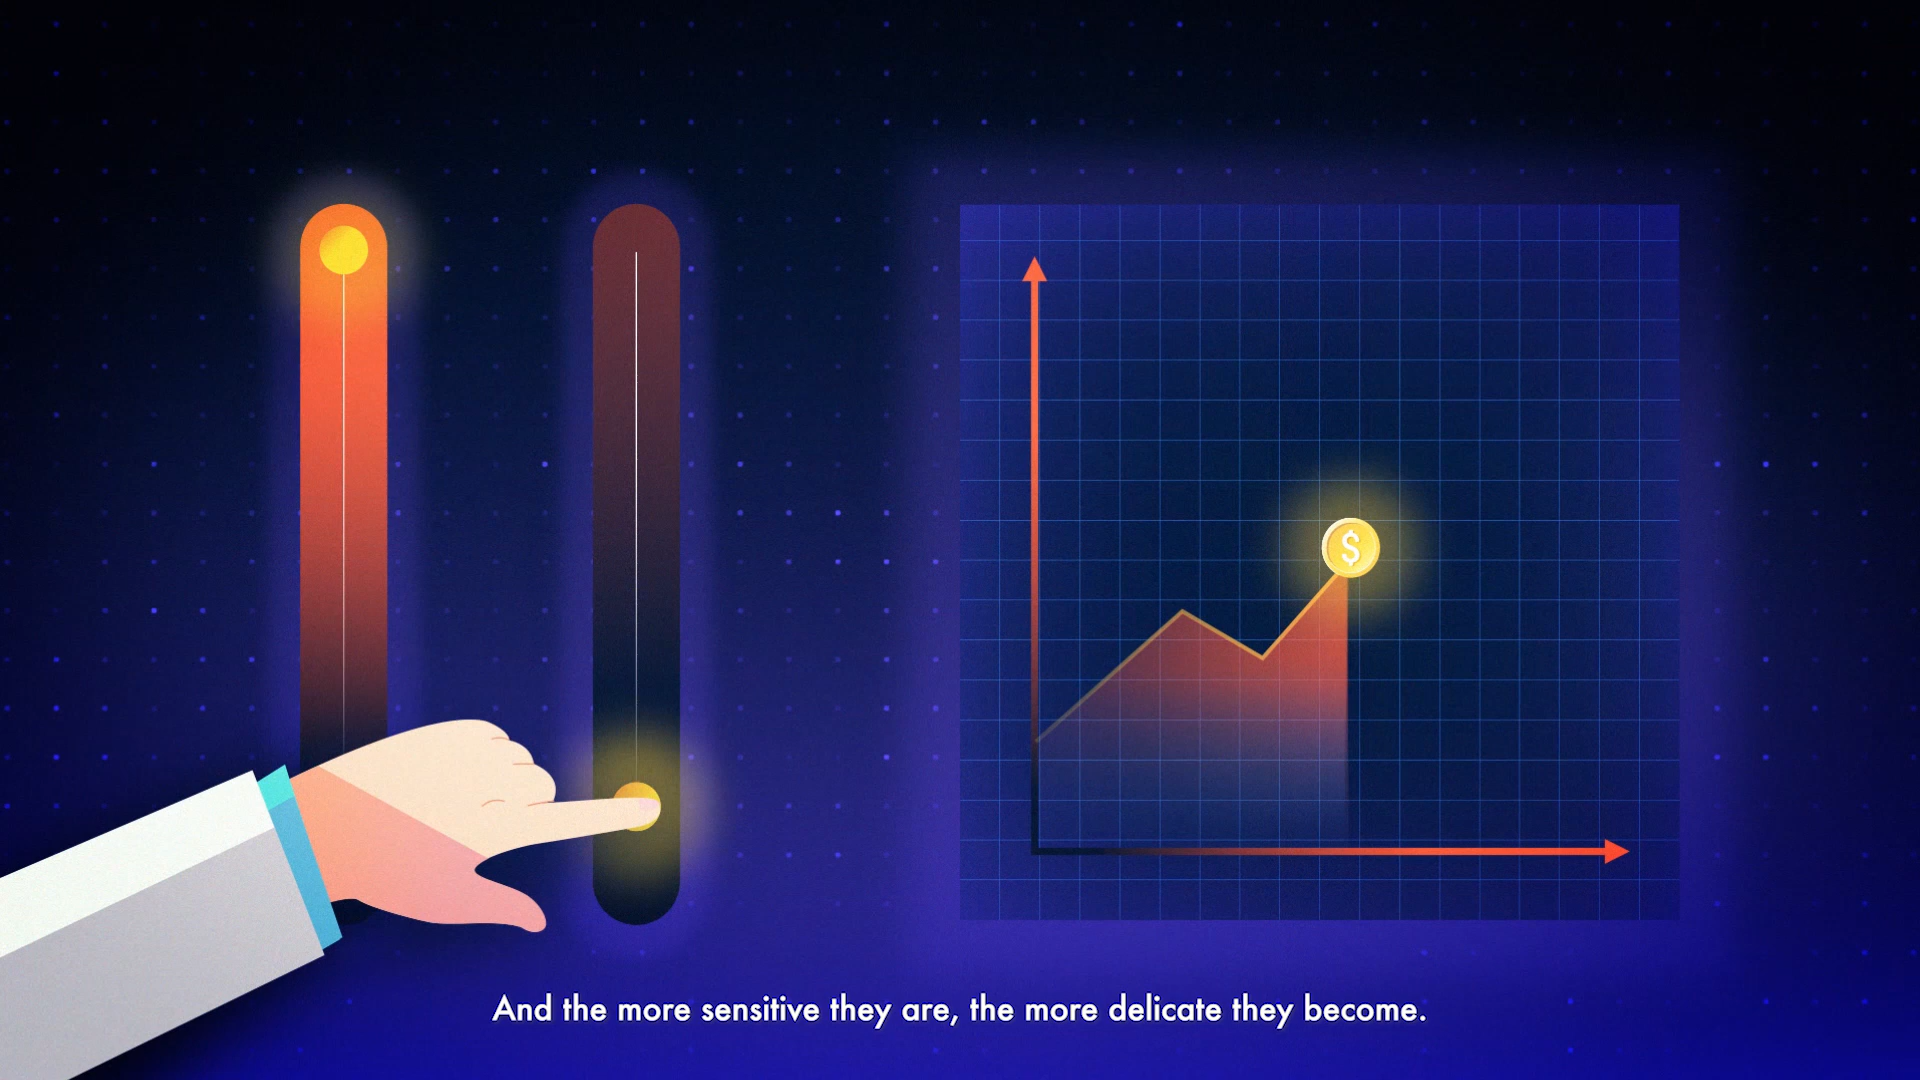 $
And the more sensitive they are, the more delicate they become.